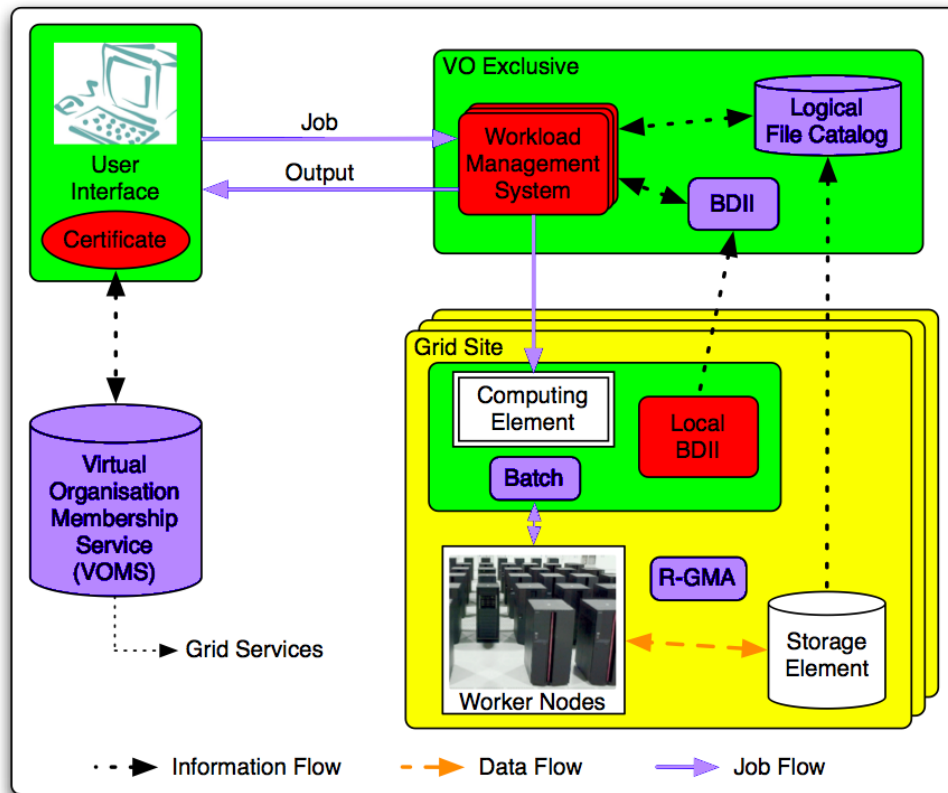 User
Interface
Certificate
Job
Output
VO Exclusive
Workload
Management
System
Logical
File Catalog
BDII
Virtual
Organisation
Membership
Service
(VOMS)
Grid Services
Grid Site
Computing
Element
Local
BDII
Batch
R-GMA
Worker Nodes
Storage
Element
Information Flow
Data Flow
Job Flow